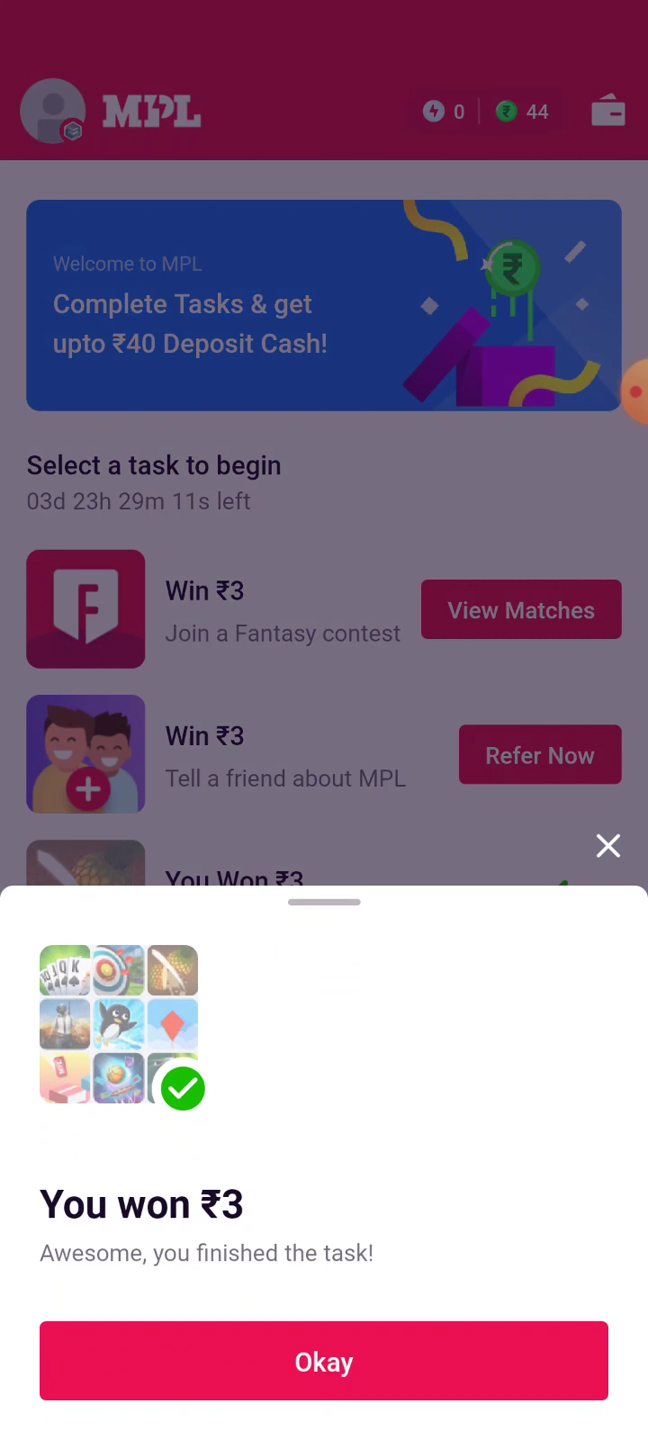 MPL
0
44
Welcome to MPL
Complete Tasks & get
upto ₹40 Deposit Cash!
Select a task to begin
03d 23h 29m 11s left
Win ₹3
Join a Fantasy contest
View Matches
Win ₹3
Tell a friend about MPL
Refer Now
You Won ₹3
You won ₹3
Awesome, you finished the task!
Okay